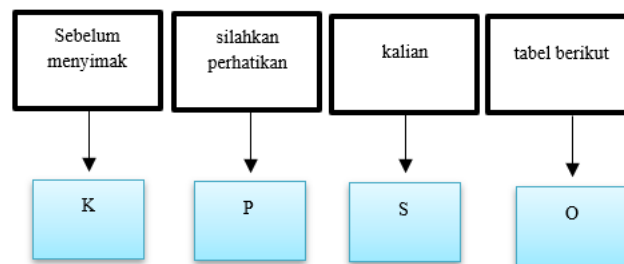 Sebelum
menyimak
silahkan
perhatikan
kalian
tabel berikut
K
P
S
O